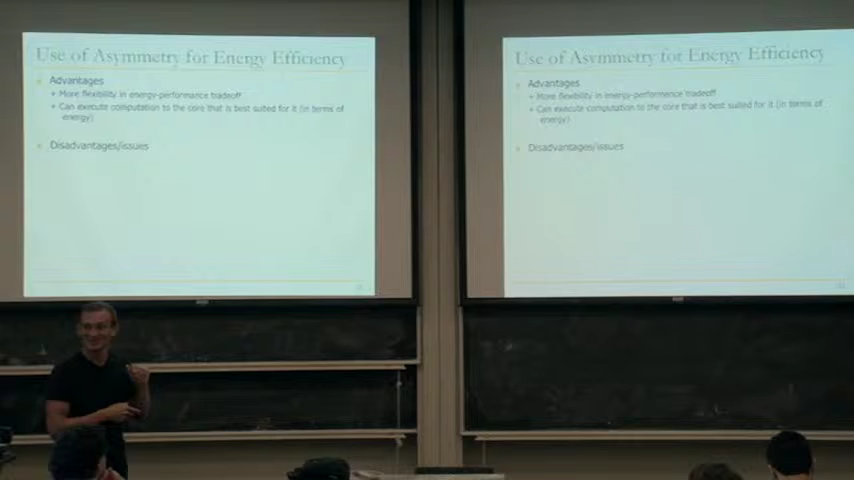 Use of Asymmetry for Energy Efficiency
Advantages
+ More flexibility in energy-performance tradeoff
+ Can execute computation to the core that is best suited for it (in terms of
energy)
Disadvantages/issues
Use of Asymmetry for Energy Efficiency
Advantages
+ More flexibility in energy-performance tradeoff
+ Can execute computation to the core that is best suited for it (in terms of
energy)
Disadvantages/issues